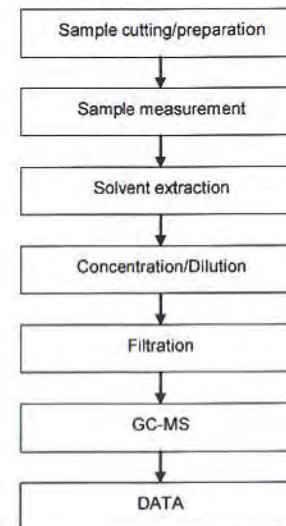 Sample cutting/preparation
Sample measurement
Solvent extraction
Concentration/Dilution
Filtration
GC-MS
DATA